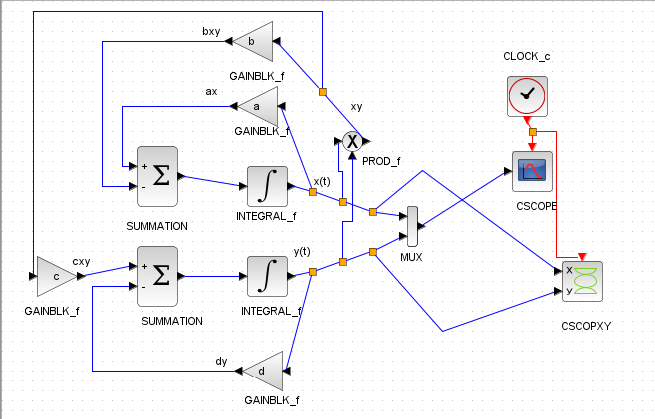 bxy
b
GAINBLK_f
CLOCK_c
ax
a
GAINBLK_f
xy
X
PROD_f
+
-
Σ
∫
x(t)
SUMMATION
INTEGRAL_f
CSCOPE
MUX
cxy
c
GAINBLK_f
+
-
Σ
∫
y(t)
SUMMATION
INTEGRAL_f
X
Y
CSCOPXY
dy
d
GAINBLK_f